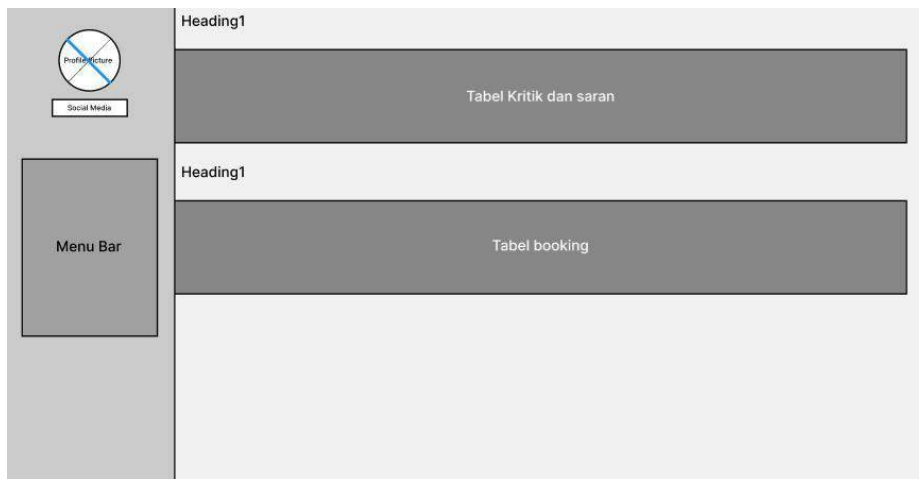 Profile Picture
Social Media
Menu Bar
Heading1
Tabel Kritik dan saran
Heading1
Tabel booking